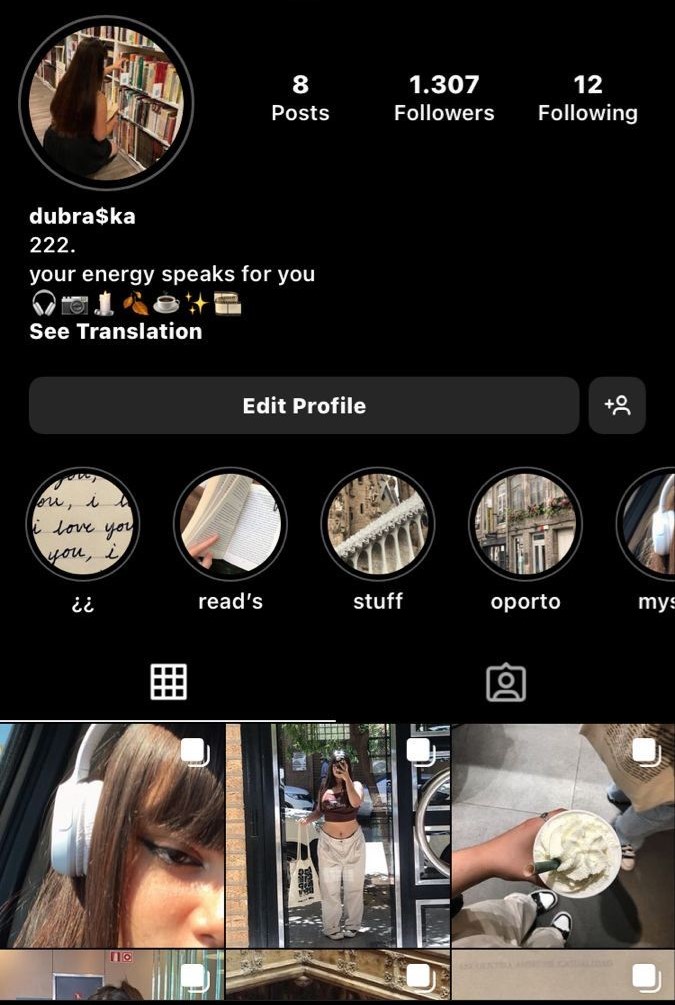 8
Posts
1.307
Followers
12
Following
dubra$ka
222.
your energy speaks for you
🎧📷🕯️🍂☕✨📻
See Translation
Edit Profile
you,
ou, i l
i love you
you, i
¿¿
read’s
stuff
oporto
mys